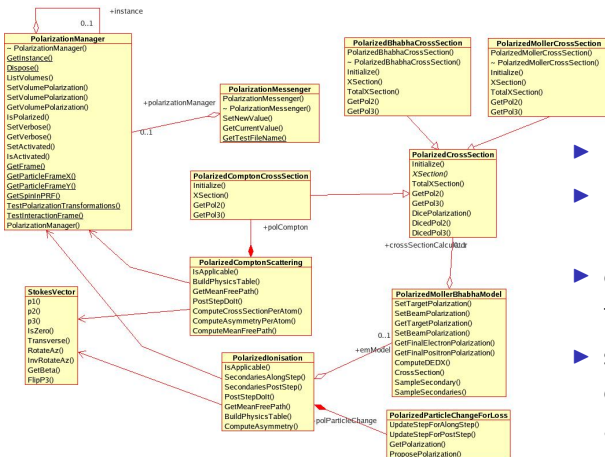 +instance
0..1
PolarizationManager
~ PolarizationManager()
GetInstance()
Dispose()
ListVolumes()
SetVolumePolarization()
SetVolumePolarization()
GetVolumePolarization()
IsPolarized()
SetVerbose()
GetVerbose()
SetActivated()
IsActivated()
GetFrame()
GetParticleFrameX()
GetParticleFrameY()
GetSpinInPRF()
TestPolarizationTransformations()
TestInteractionFrame()
PolarizationManager()
+polarizationManager
0..1
PolarizationMessenger
PolarizationMessenger()
~ PolarizationMessenger()
SetNewValue()
GetCurrentValue()
GetTestFileName()
PolarizedBhabhaCrossSection
PolarizedBhabhaCrossSection()
~ PolarizedBhabhaCrossSection()
Initialize()
XSection()
TotalXSection()
GetPol2()
GetPol3()
PolarizedMollerCrossSection
PolarizedMollerCrossSection()
~ PolarizedMollerCrossSection()
Initialize()
XSection()
TotalXSection()
GetPol2()
GetPol3()
PolarizedCrossSection
Initialize()
XSection()
TotalXSection()
GetPol2()
GetPol3()
DicePolarization()
DicedPol2()
DicedPol3()
PolarizedComptonCrossSection
Initialize()
XSection()
GetPol2()
GetPol3()
+polCompton
PolarizedComptonScattering
IsApplicable()
BuildPhysicsTable()
GetMeanFreePath()
PostStepDoIt()
ComputeCrossSectionPerAtom()
ComputeAsymmetryPerAtom()
ComputeMeanFreePath()
StokesVector
p1()
p2()
p3()
IsZero()
Transverse()
RotateAz()
InvRotateAz()
GetBeta()
FlipP3()
PolarizedMollerBhabhaModel
SetTargetPolarization()
SetBeamPolarization()
GetTargetPolarization()
SetBeamPolarization()
GetFinalElectronPolarization()
GetFinalPositronPolarization()
ComputeDEDX()
CrossSection()
SampleSecondary()
SampleSecondaries()
0..1
+emModel
PolarizedIonisation
IsApplicable()
SecondariesAlongStep()
SecondariesPostStep()
PostStepDoIt()
GetMeanFreePath()
BuildPhysicsTable()
ComputeAsymmetry()
+polParticleChange
PolarizedParticleChangeForLoss
UpdateStepForAlongStep()
UpdateStepForPostStep()
GetPolarization()
ProposePolarization()